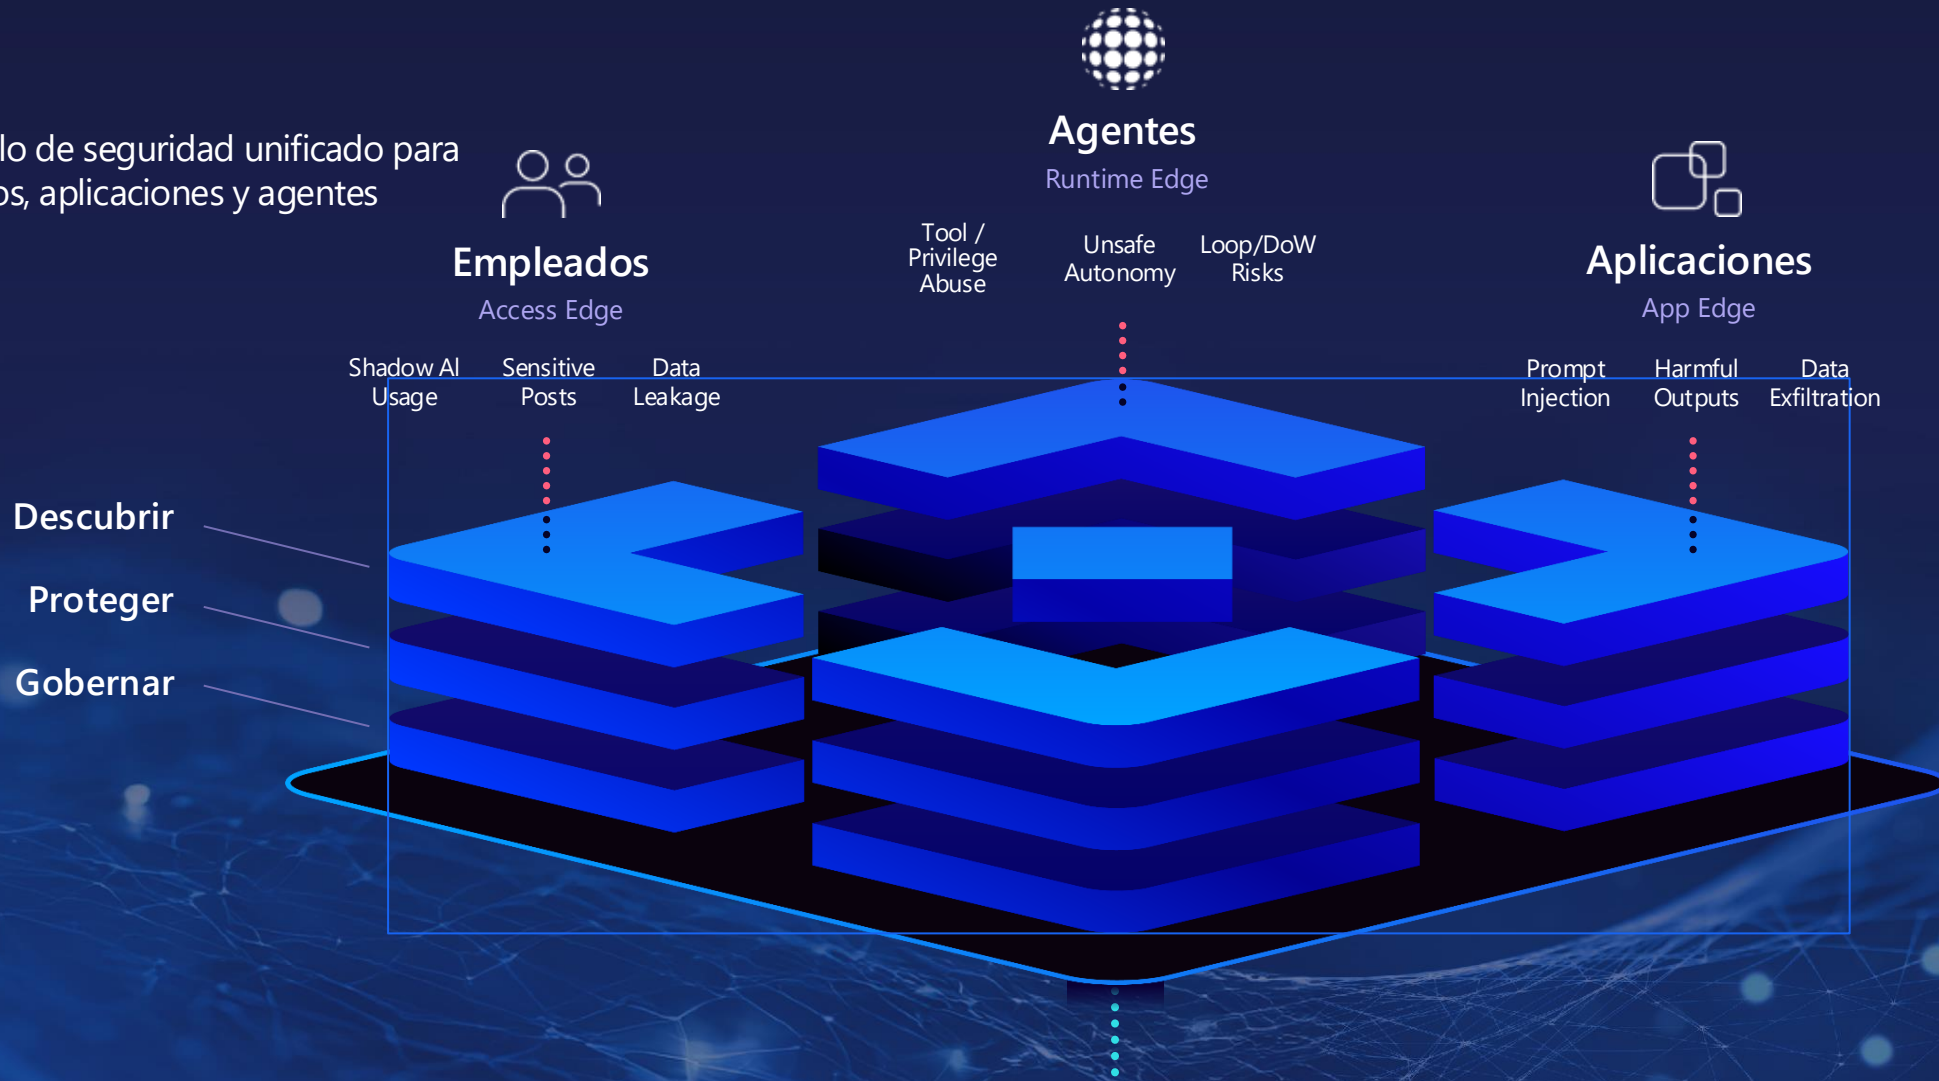 lo de seguridad unificado para
os, aplicaciones y agentes
Agentes
Runtime Edge
Tool /
Privilege
Abuse
Unsafe
Autonomy
Loop/DoW
Risks
Empleados
Access Edge
Shadow AI
Usage
Sensitive
Posts
Data
Leakage
Aplicaciones
App Edge
Prompt
Injection
Harmful
Outputs
Data
Exfiltration
Descubrir
Proteger
Gobernar